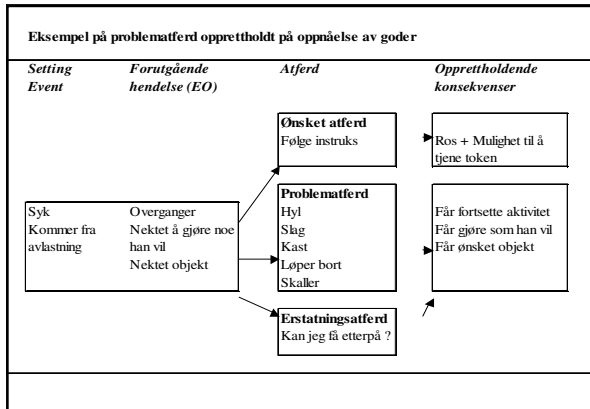 Eksempel på problematferd opprettholdt på oppnåelse av goder
Setting
Event
Forutgående
hendelse (EO)
Atferd
Opprettholdende
konsekvenser
Ønsket atferd
Følge instruks
Ros + Mulighet til å
tjene token
Syk
Kommer fra
avlastning
Overganger
Nektet å gjøre noe
han vil
Nektet objekt
Problematferd
Hyl
Slag
Kast
Løper bort
Skaller
Får fortsette aktivitet
Får gjøre som han vil
Får ønsket objekt
Erstatningsatferd
Kan jeg få etterpå ?